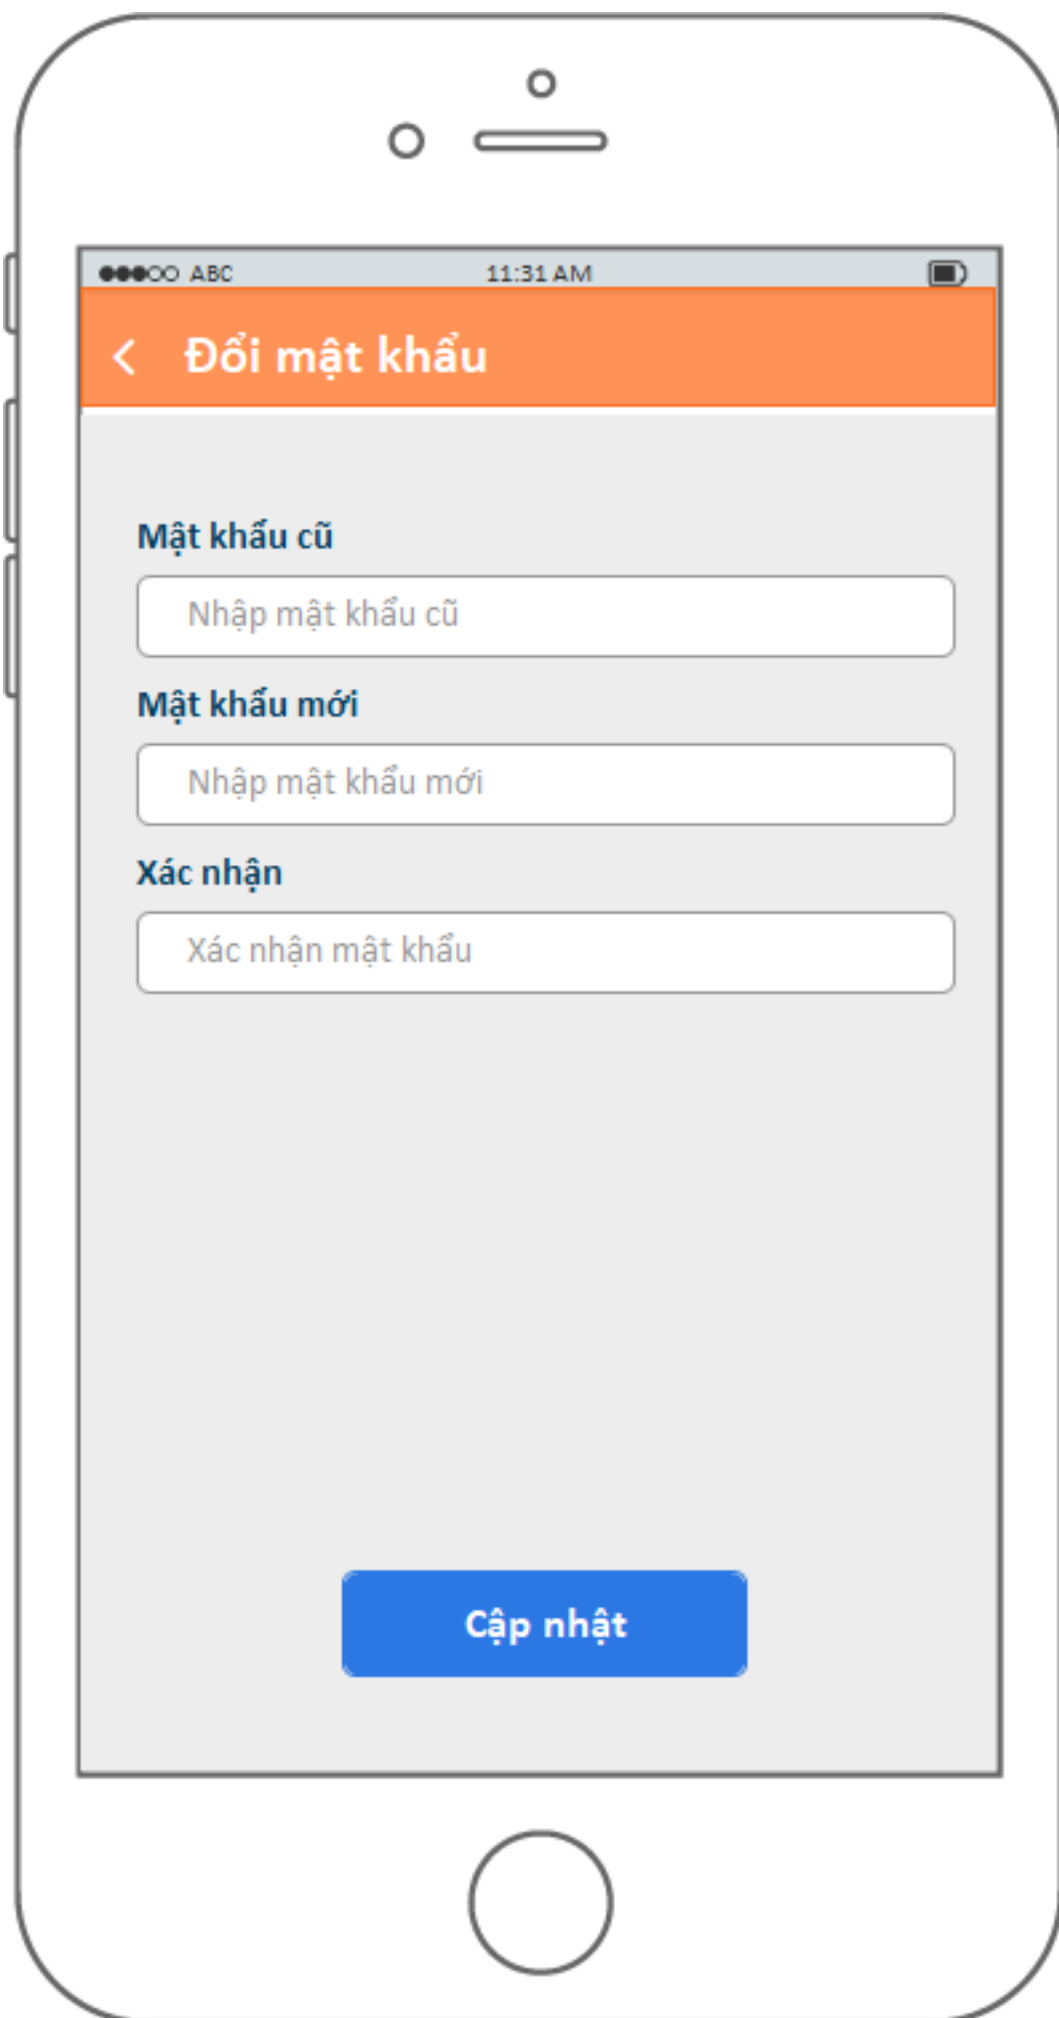 ABC 11:31 AM
Đổi mật khẩu
Mật khẩu cũ
Nhập mật khẩu cũ
Mật khẩu mới
Nhập mật khẩu mới
Xác nhận
Xác nhận mật khẩu
Cập nhật